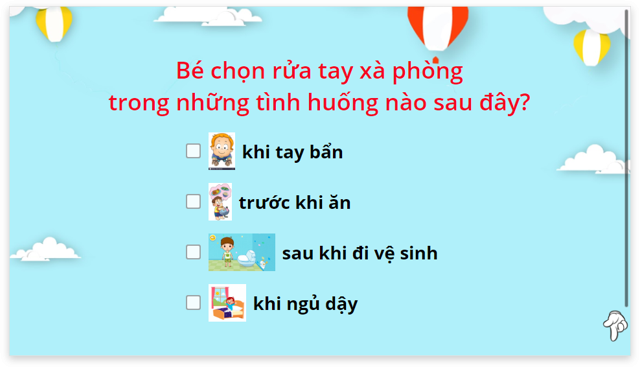 Bé chọn rửa tay xà phòng
trong những tình huống nào sau đây?
khi tay bẩn
trước khi ăn
sau khi đi vệ sinh
khi ngủ dậy